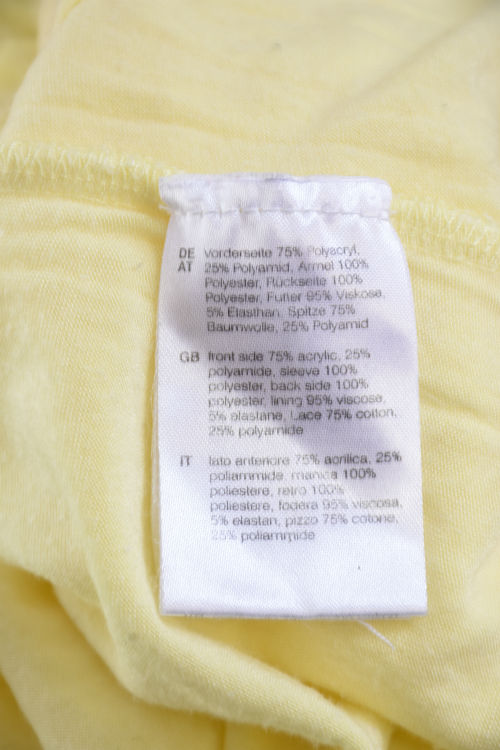 DE Vorderseite 75% Polyacryl,
AT 25% Polyamid, Ärmel 100%
Polyester, Rückseite 100%
Polyester, Futter 95% Viskose,
5% Elasthan, Spitze 75%
Baumwolle, 25% Polyamid
GB front side 75% acrylic, 25%
polyamide, sleeve 100%
polyester, back side 100%
polyester, lining 95% viscose,
5% elastane, Lace 75% cotton,
25% polyamide
IT lato anteriore 75% acrilica, 25%
poliammide, manica 100%
poliestere, retro 100%
poliestere, fodera 95% viscosa,
5% elastan, pizzo 75% cotone,
25% poliammide